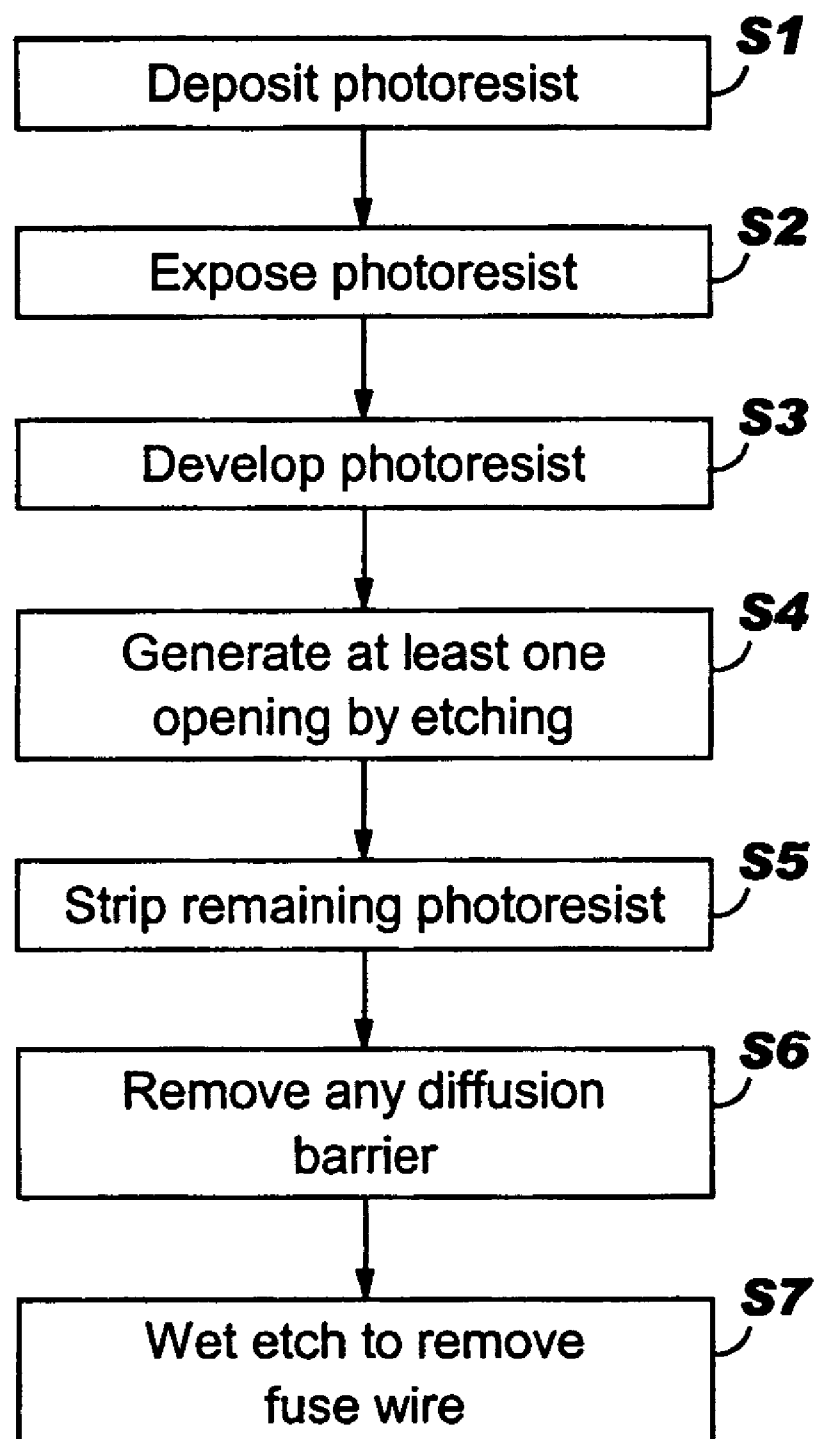 S1
Deposit photoresist
S2
Expose photoresist
S3
Develop photoresist
S4
Generate at least one
opening by etching
S5
Strip remaining photoresist
S6
Remove any diffusion
barrier
S7
Wet etch to remove
fuse wire